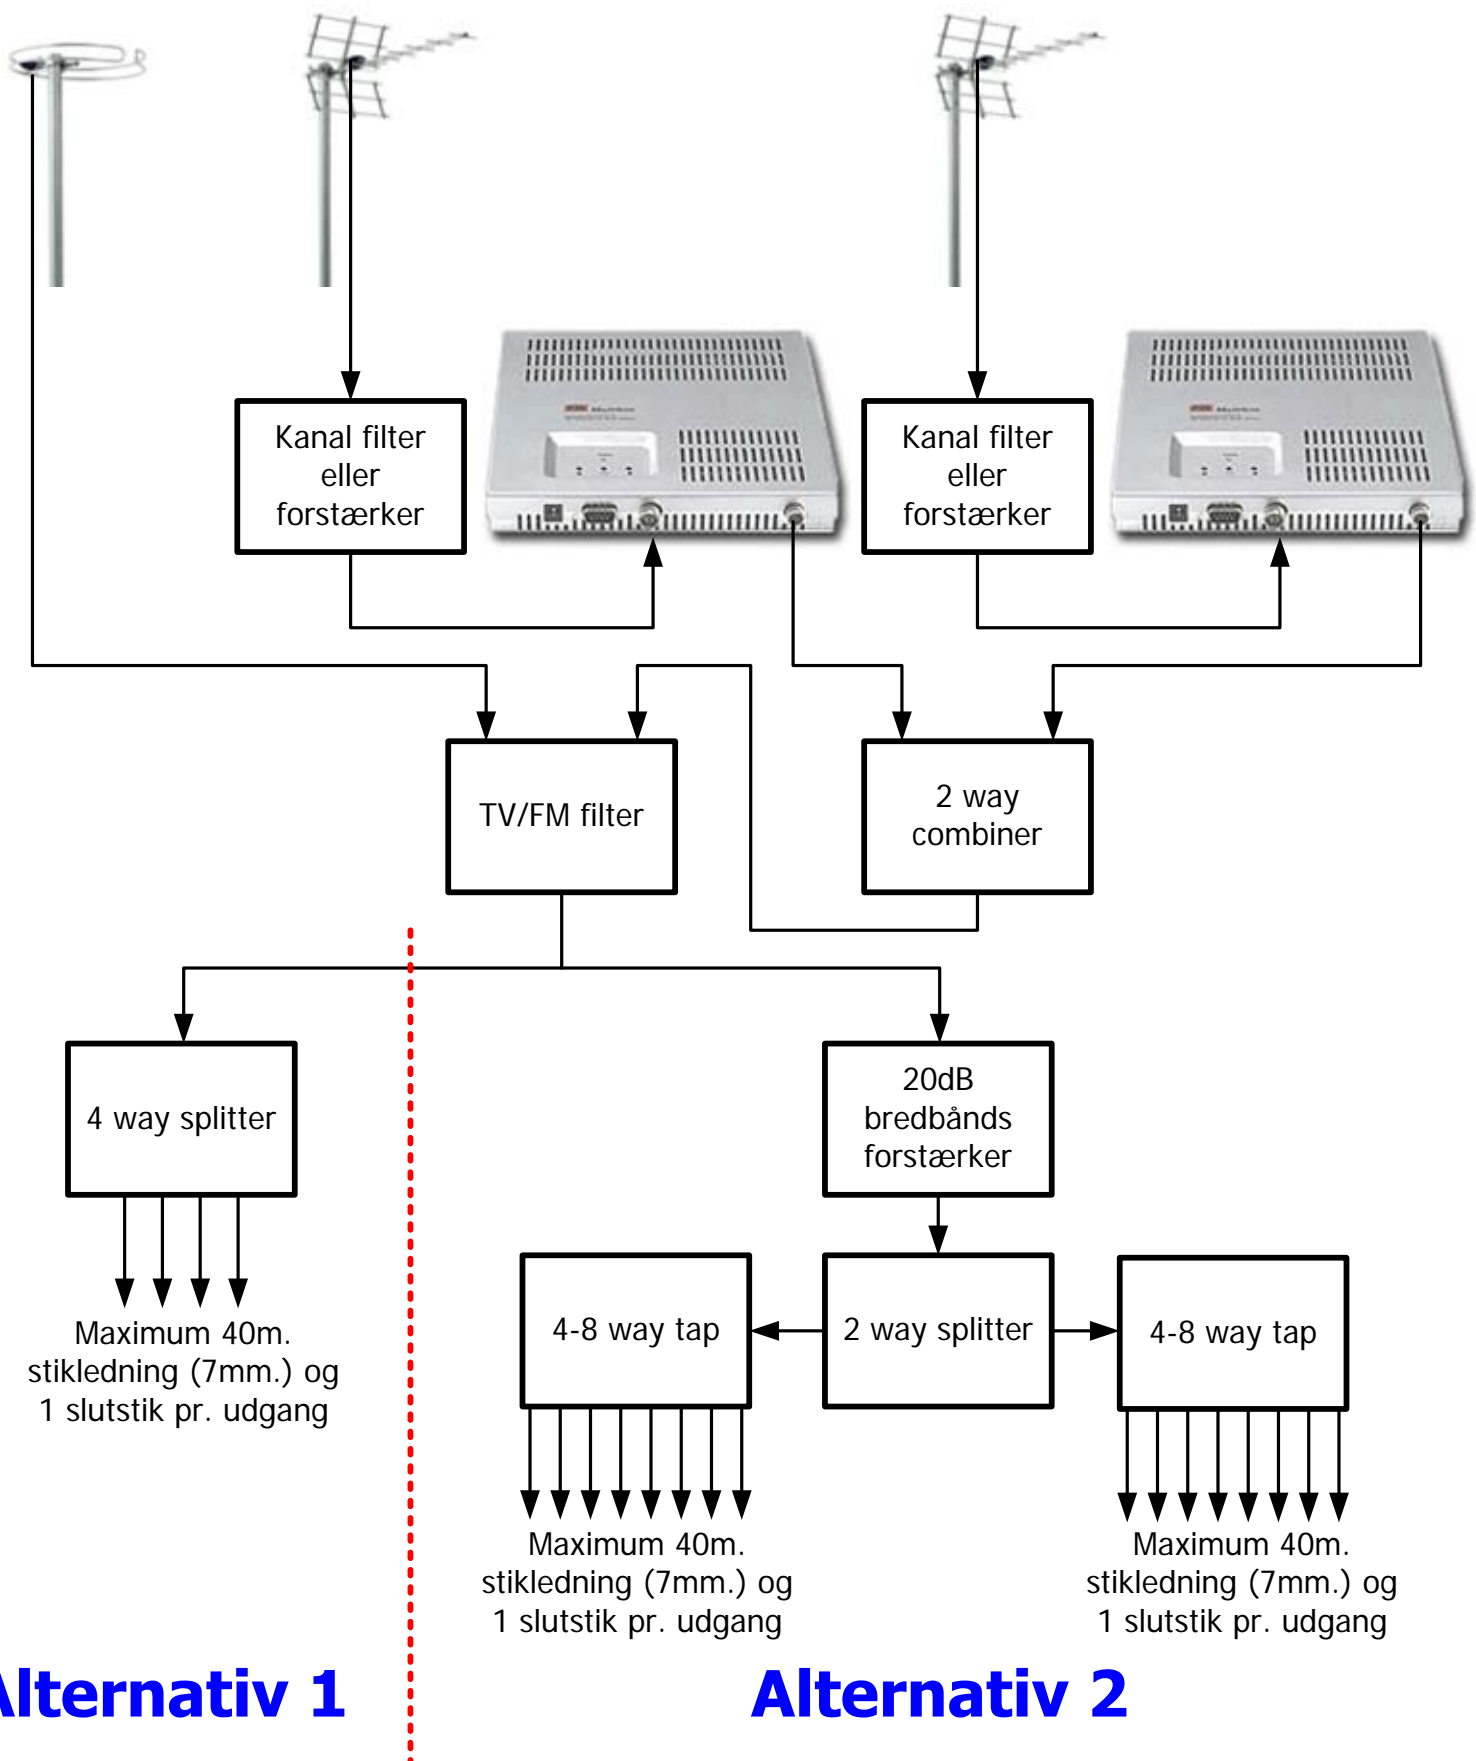 Kanal filter
eller
forstærker
Kanal filter
eller
forstærker
TV/FM filter
2 way
combiner
4 way splitter
20dB
bredbånds
forstærker
4-8 way tap
2 way splitter
4-8 way tap
Maximum 40m.
stikledning (7mm.) og
1 slutstik pr. udgang
Maximum 40m.
stikledning (7mm.) og
1 slutstik pr. udgang
Maximum 40m.
stikledning (7mm.) og
1 slutstik pr. udgang
Alternativ 1
Alternativ 2